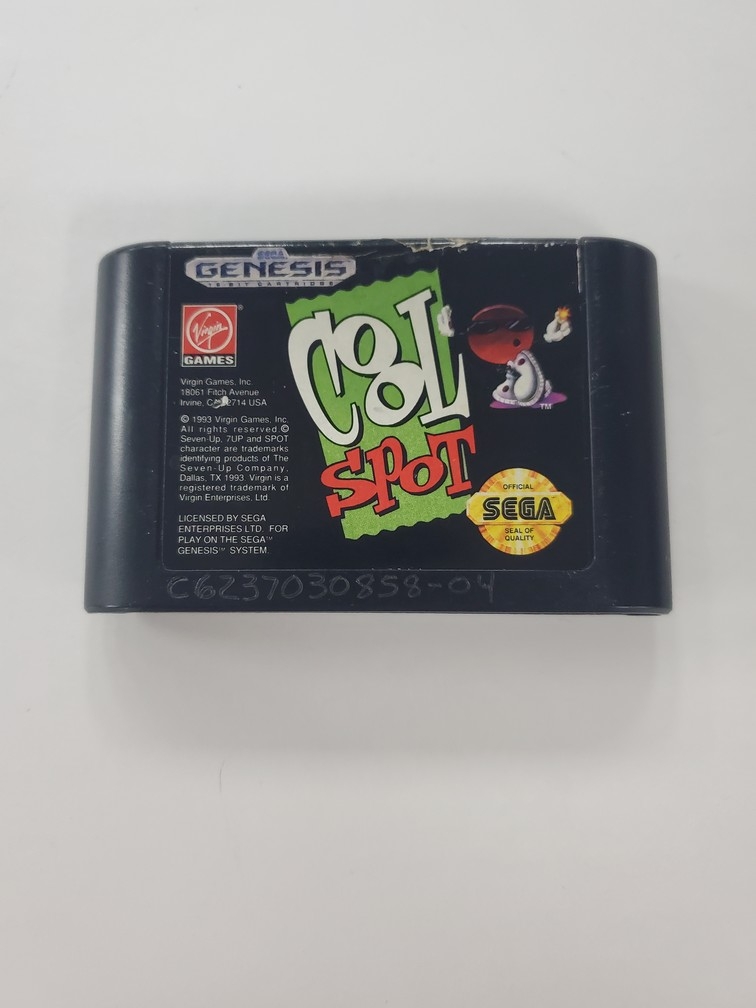 SEGA
GENESIS
16-BIT CARTRIDGE
Virgin®
GAMES
Virgin Games, Inc.
18061 Fitch Avenue
Irvine, 2714 USA
© 1993 Virgin Games, Inc.
All rights reserved.©
Seven-Up, 7UP and SPOT
character are trademarks
identifying products of The
Seven-Up Company,
Dallas, TX 1993. Virgin is a
registered trademark of
Virgin Enterprises, Ltd.
LICENSED BY SEGA
ENTERPRISES LTD. FOR
PLAY ON THE SEGA™
GENESIS™ SYSTEM.
COOL
SPOT
TM
OFFICIAL
SEGA
SEAL OF
QUALITY
C6237030858-04